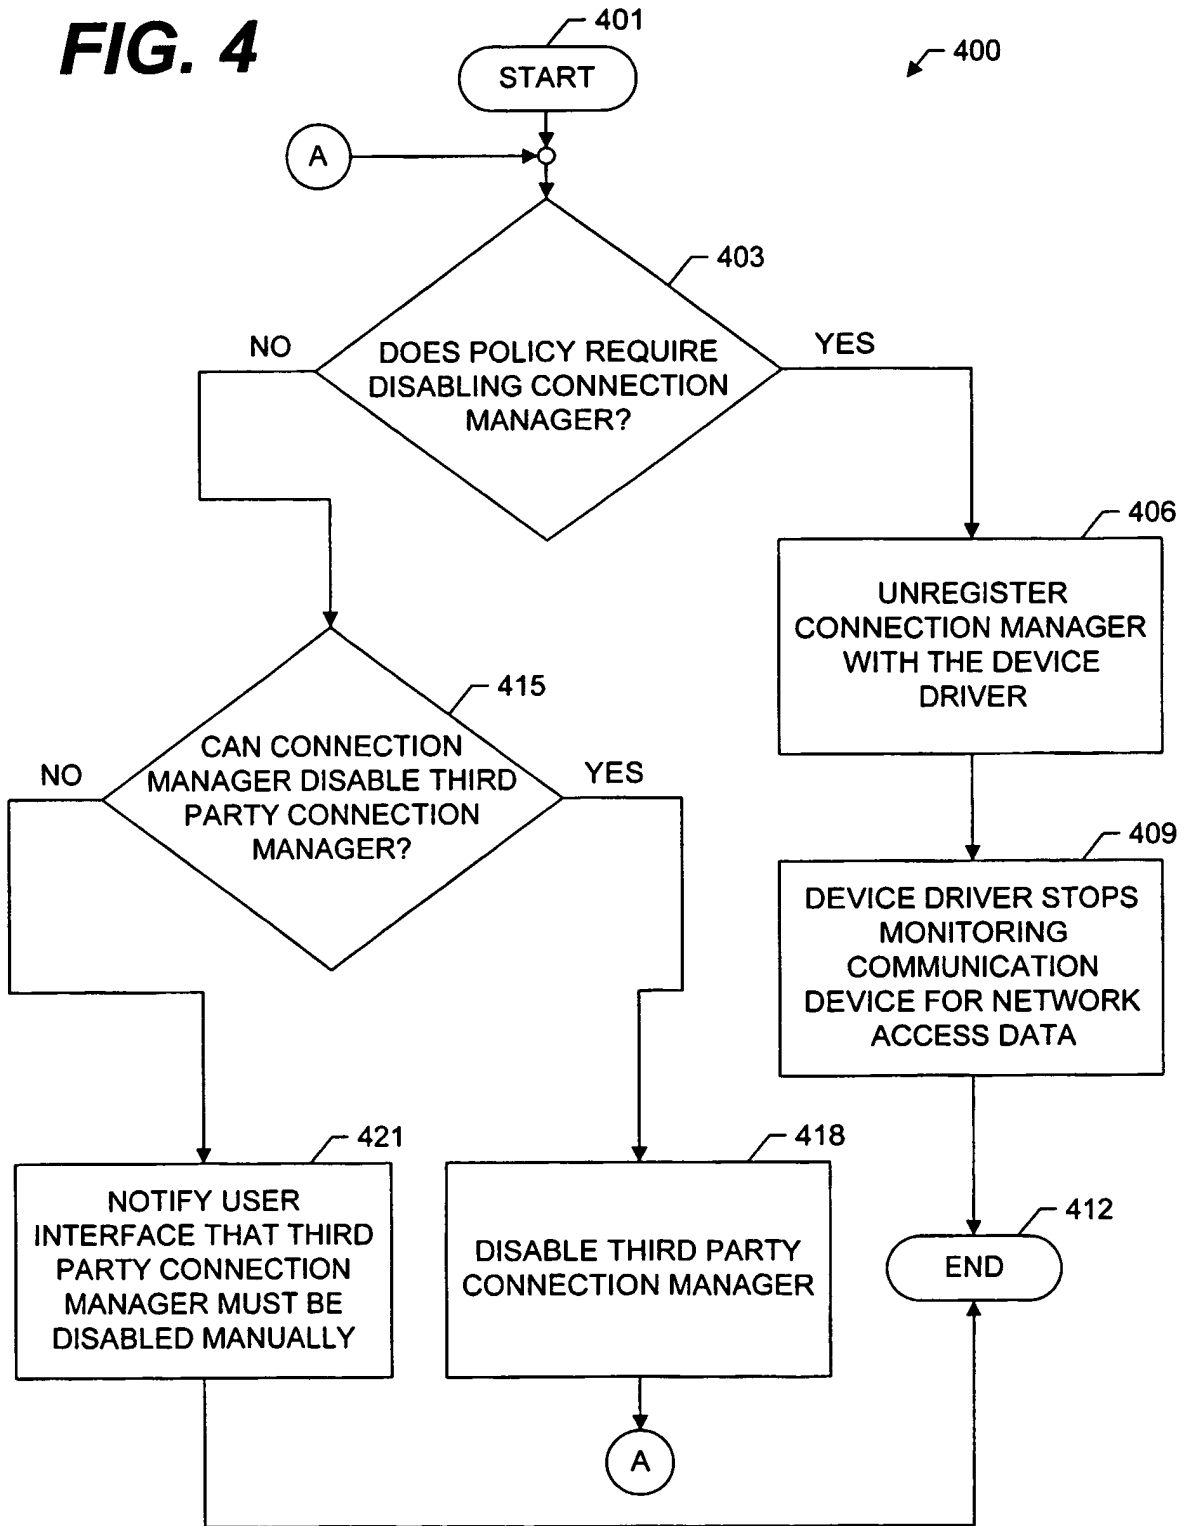 FIG. 4
401
START
400
A
403
NO
DOES POLICY REQUIRE
DISABLING CONNECTION
MANAGER?
YES
406
UNREGISTER
CONNECTION MANAGER
WITH THE DEVICE
DRIVER
415
NO
CAN CONNECTION
MANAGER DISABLE THIRD
PARTY CONNECTION
MANAGER?
YES
409
DEVICE DRIVER STOPS
MONITORING
COMMUNICATION
DEVICE FOR NETWORK
ACCESS DATA
421
NOTIFY USER
INTERFACE THAT THIRD
PARTY CONNECTION
MANAGER MUST BE
DISABLED MANUALLY
418
DISABLE THIRD PARTY
CONNECTION MANAGER
412
END
A